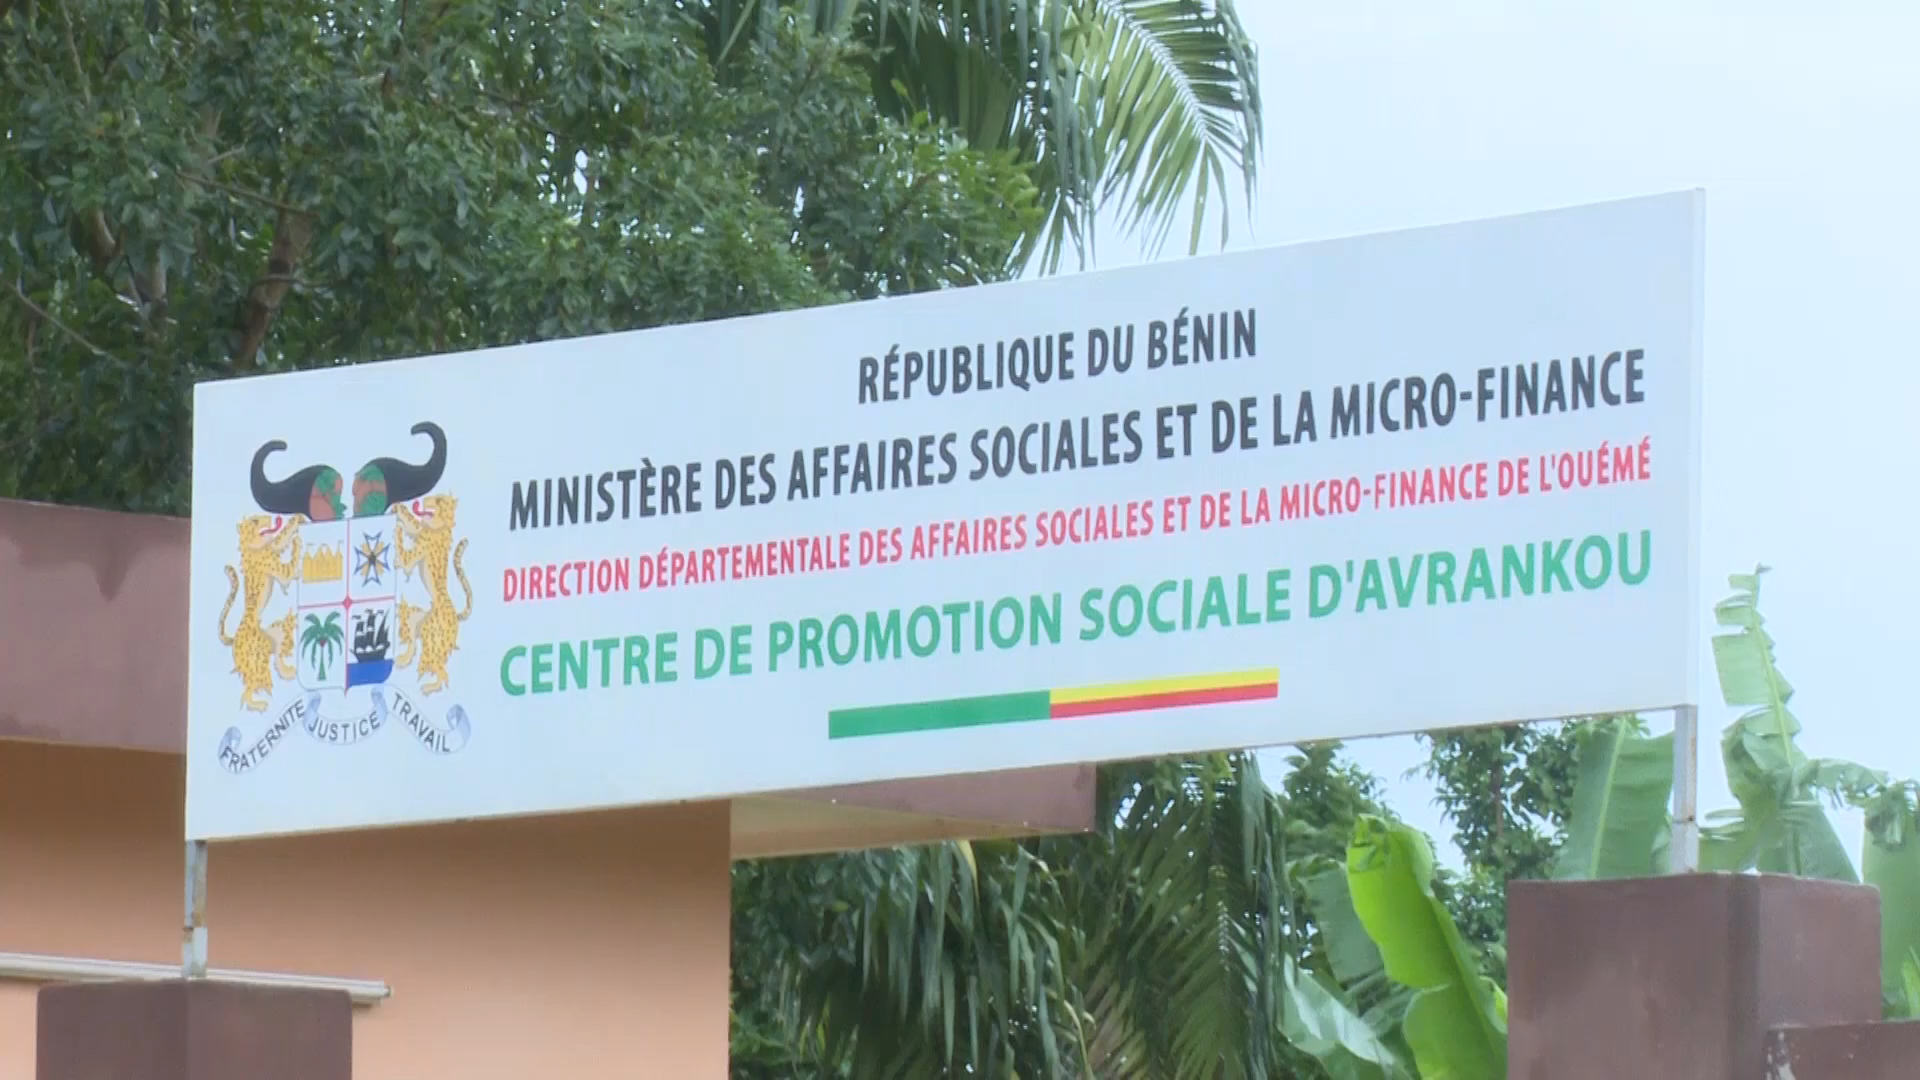 RÉPUBLIQUE DU BÉNIN
MINISTÈRE DES AFFAIRES SOCIALES ET DE LA MICRO-FINANCE
DIRECTION DÉPARTEMENTALE DES AFFAIRES SOCIALES ET DE LA MICRO-FINANCE DE L'OUÉMÉ
CENTRE DE PROMOTION SOCIALE D'AVRANKOU
FRATERNITE JUSTICE TRAVAIL